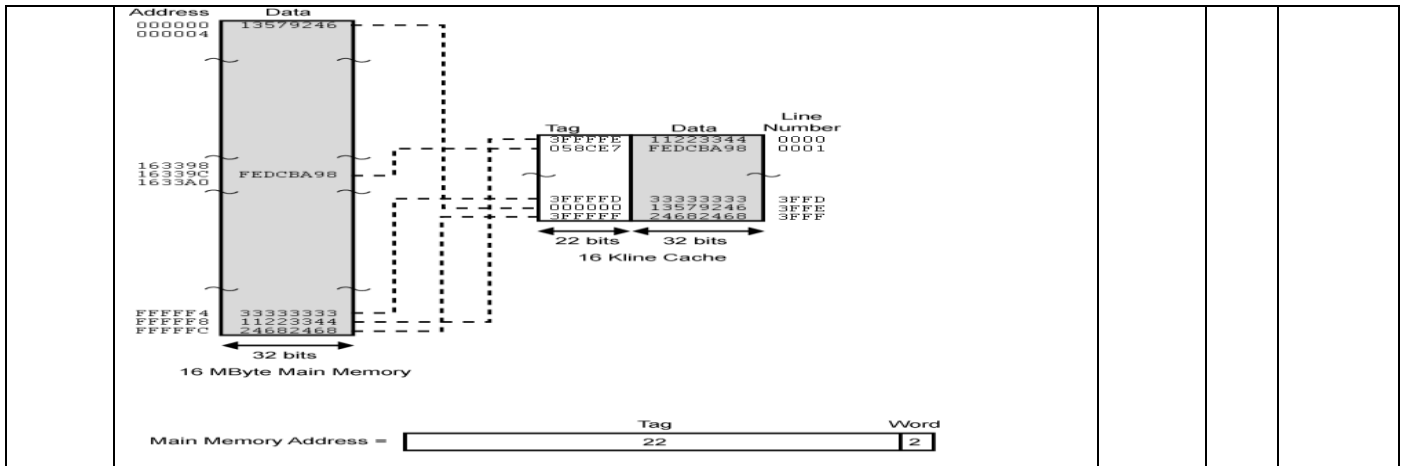 Address Data
000000 13579246
000004
Line
Tag Data Number
3FFFFE 11223344 0000
058CE7 FEDCBA98 0001
163398
16339C FEDCBA98
1633A0
3FFFFD 33333333 3FFD
000000 13579246 3FFE
3FFFFF 24682468 3FFF
22 bits 32 bits
16 Kline Cache
FFFFF4 33333333
FFFFF8 11223344
FFFFFC 24682468
32 bits
16 MByte Main Memory
Tag Word
Main Memory Address = 22 2